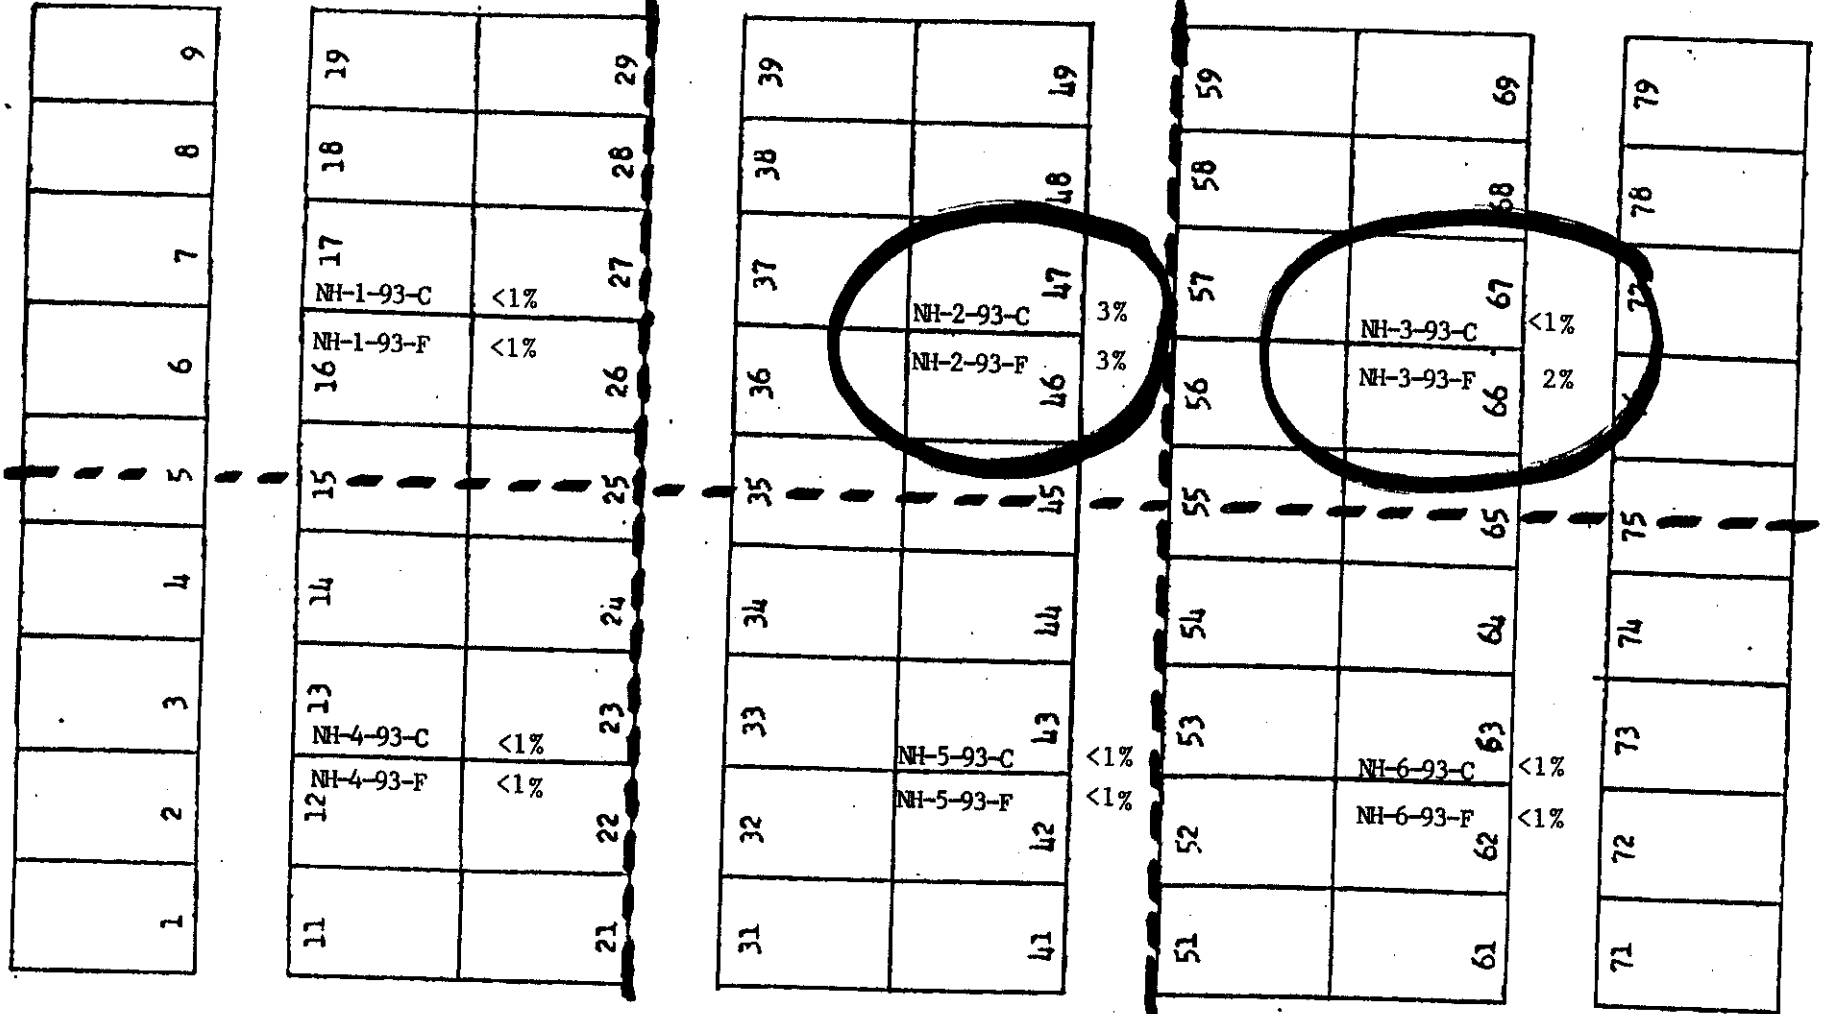 9 19 29 39 49 59 69 79
8 18 28 38 48 58 68 78
7 17 27 37 47 57 67 77
NH-1-93-C <1% NH-2-93-C 3% NH-3-93-C <1%
NH-1-93-F <1% NH-2-93-F 3% NH-3-93-F 2%
6 16 26 36 46 56 66
5 15 25 35 45 55 65 75
4 14 24 34 44 54 64 74
3 13 23 33 43 53 63 73
NH-4-93-C <1% NH-5-93-C <1% NH-6-93-C <1%
NH-4-93-F <1% NH-5-93-F <1% NH-6-93-F <1%
2 12 22 32 42 52 62 72
1 11 21 31 41 51 61 71